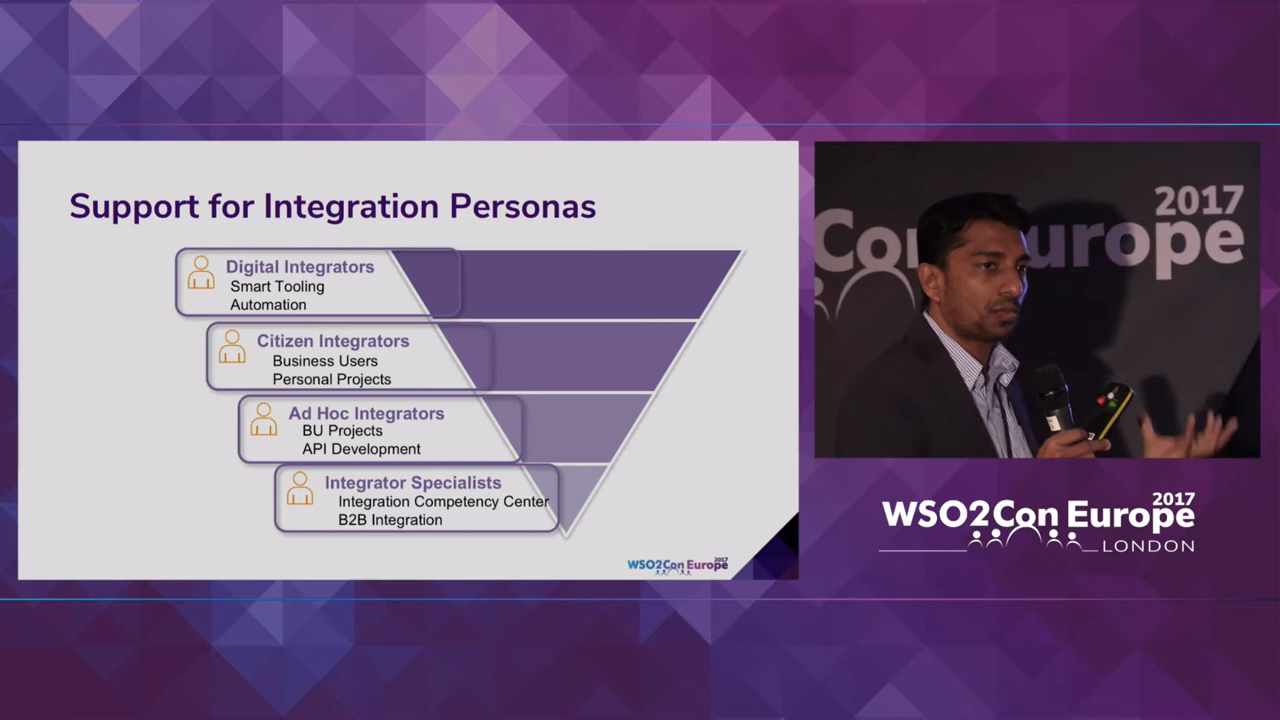 Support for Integration Personas
Digital Integrators
Smart Tooling
Automation
Citizen Integrators
Business Users
Personal Projects
Ad Hoc Integrators
BU Projects
API Development
Integrator Specialists
Integration Competency Center
B2B Integration
WSO2Con Europe
2017
2017
Con Europe
2017
WSO2Con Europe
LONDON